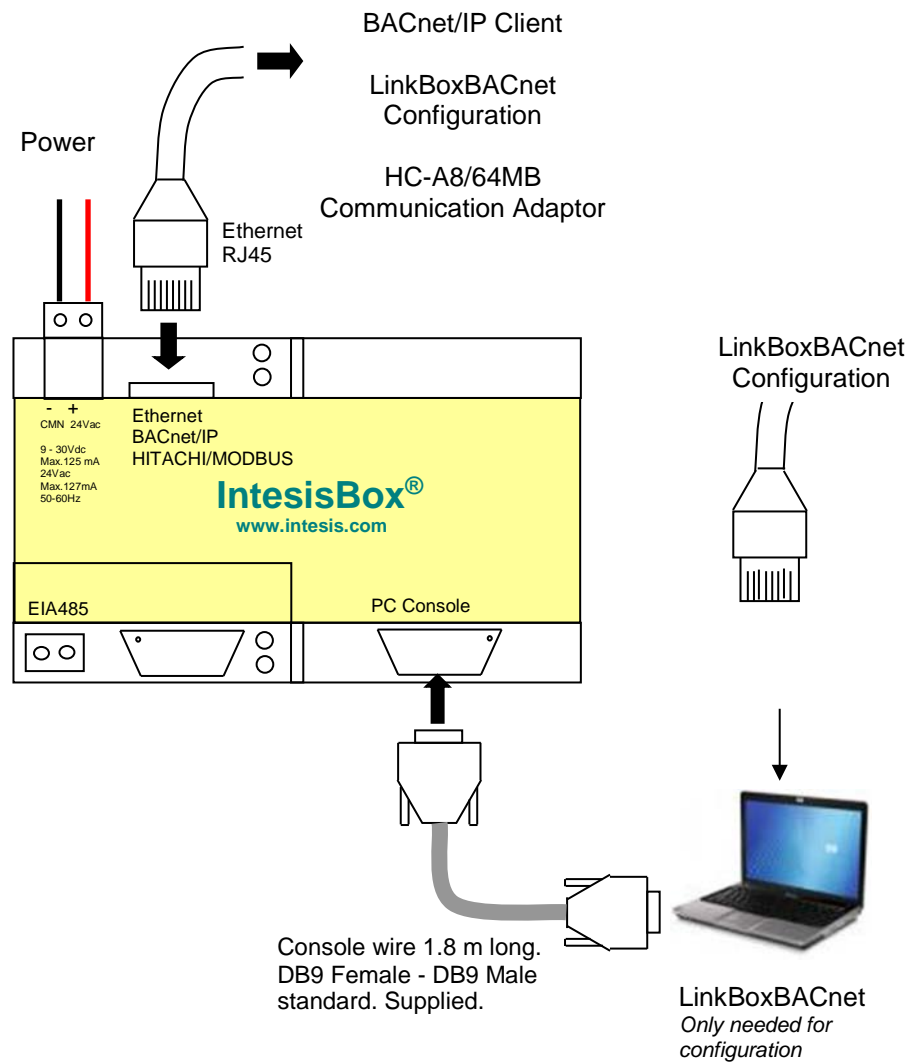 BACnet/IP Client
LinkBoxBACnet
Configuration
HC-A8/64MB
Communication Adaptor
Power
Ethernet
RJ45
LinkBoxBACnet
Configuration
- +
CMN 24Vac
9 - 30Vdc
Max.125 mA
24Vac
Max.127mA
50-60Hz
Ethernet
BACnet/IP
HITACHI/MODBUS
IntesisBox®
www.intesis.com
EIA485
PC Console
Console wire 1.8 m long.
DB9 Female - DB9 Male
standard. Supplied.
LinkBoxBACnet
Only needed for
configuration